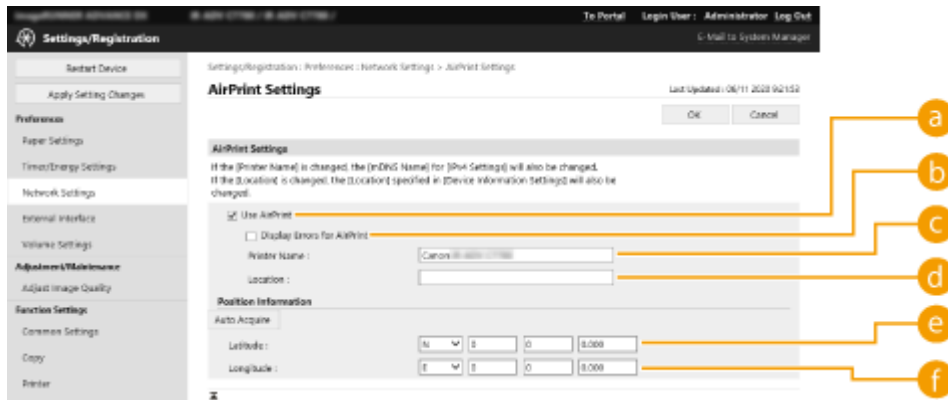 To Portal Login User : Administrator Log Out
Settings/Registration
E-Mail to System Manager
Restart Device
Apply Setting Changes
Preferences
Paper Settings
Timer/Energy Settings
Network Settings
External Interface
Volume Settings
Adjustment/Maintenance
Adjust Image Quality
Function Settings
Common Settings
Copy
Printer
Settings/Registration : Preferences : Network Settings > AirPrint Settings
AirPrint Settings
Last Updated : 06/11 2020 9:21:53
OK Cancel
AirPrint Settings
If the [Printer Name] is changed, the [mDNS Name] for [IPv4 Settings] will also be changed.
If the [Location] is changed, the [Location] specified in [Device Information Settings] will also be
changed.
Use AirPrint
Display Errors for AirPrint
Printer Name : Canon
Location :
Position Information
Auto Acquire
Latitude : N 0 0 0.000
Longitude : E 0 0 0.000
a
b
c
d
e
f